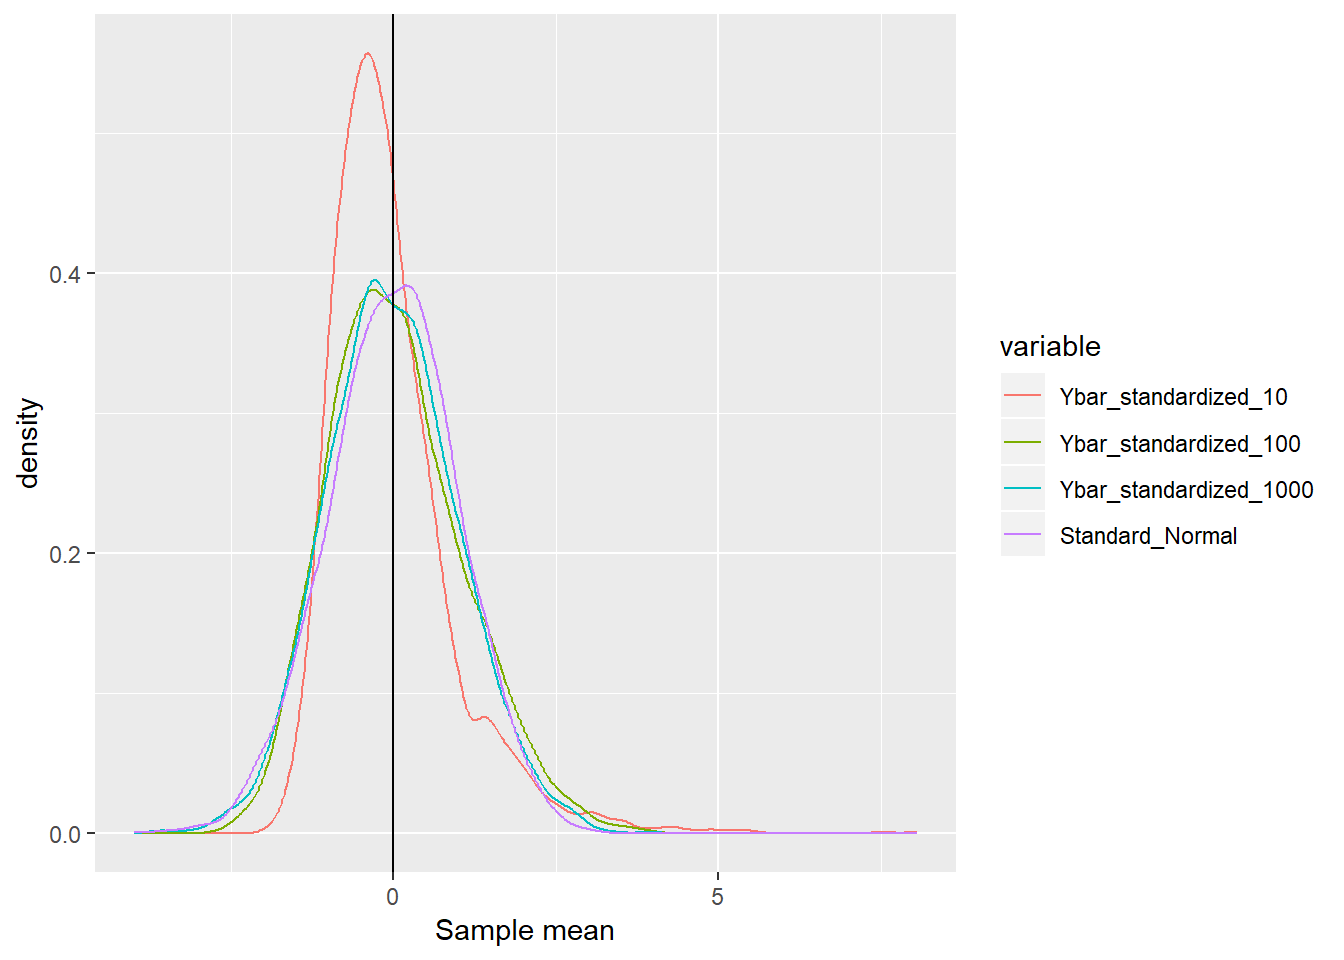 density
0.4
0.2
0.0
0
5
Sample mean
variable
Ybar_standardized_10
Ybar_standardized_100
Ybar_standardized_1000
Standard_Normal